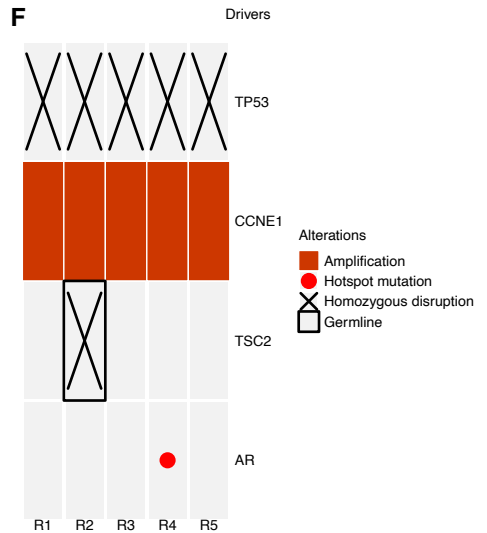 F
Drivers
TP53
CCNE1
TSC2
AR
Alterations
Amplification
Hotspot mutation
Homozygous disruption
Germline
R1 R2 R3 R4 R5